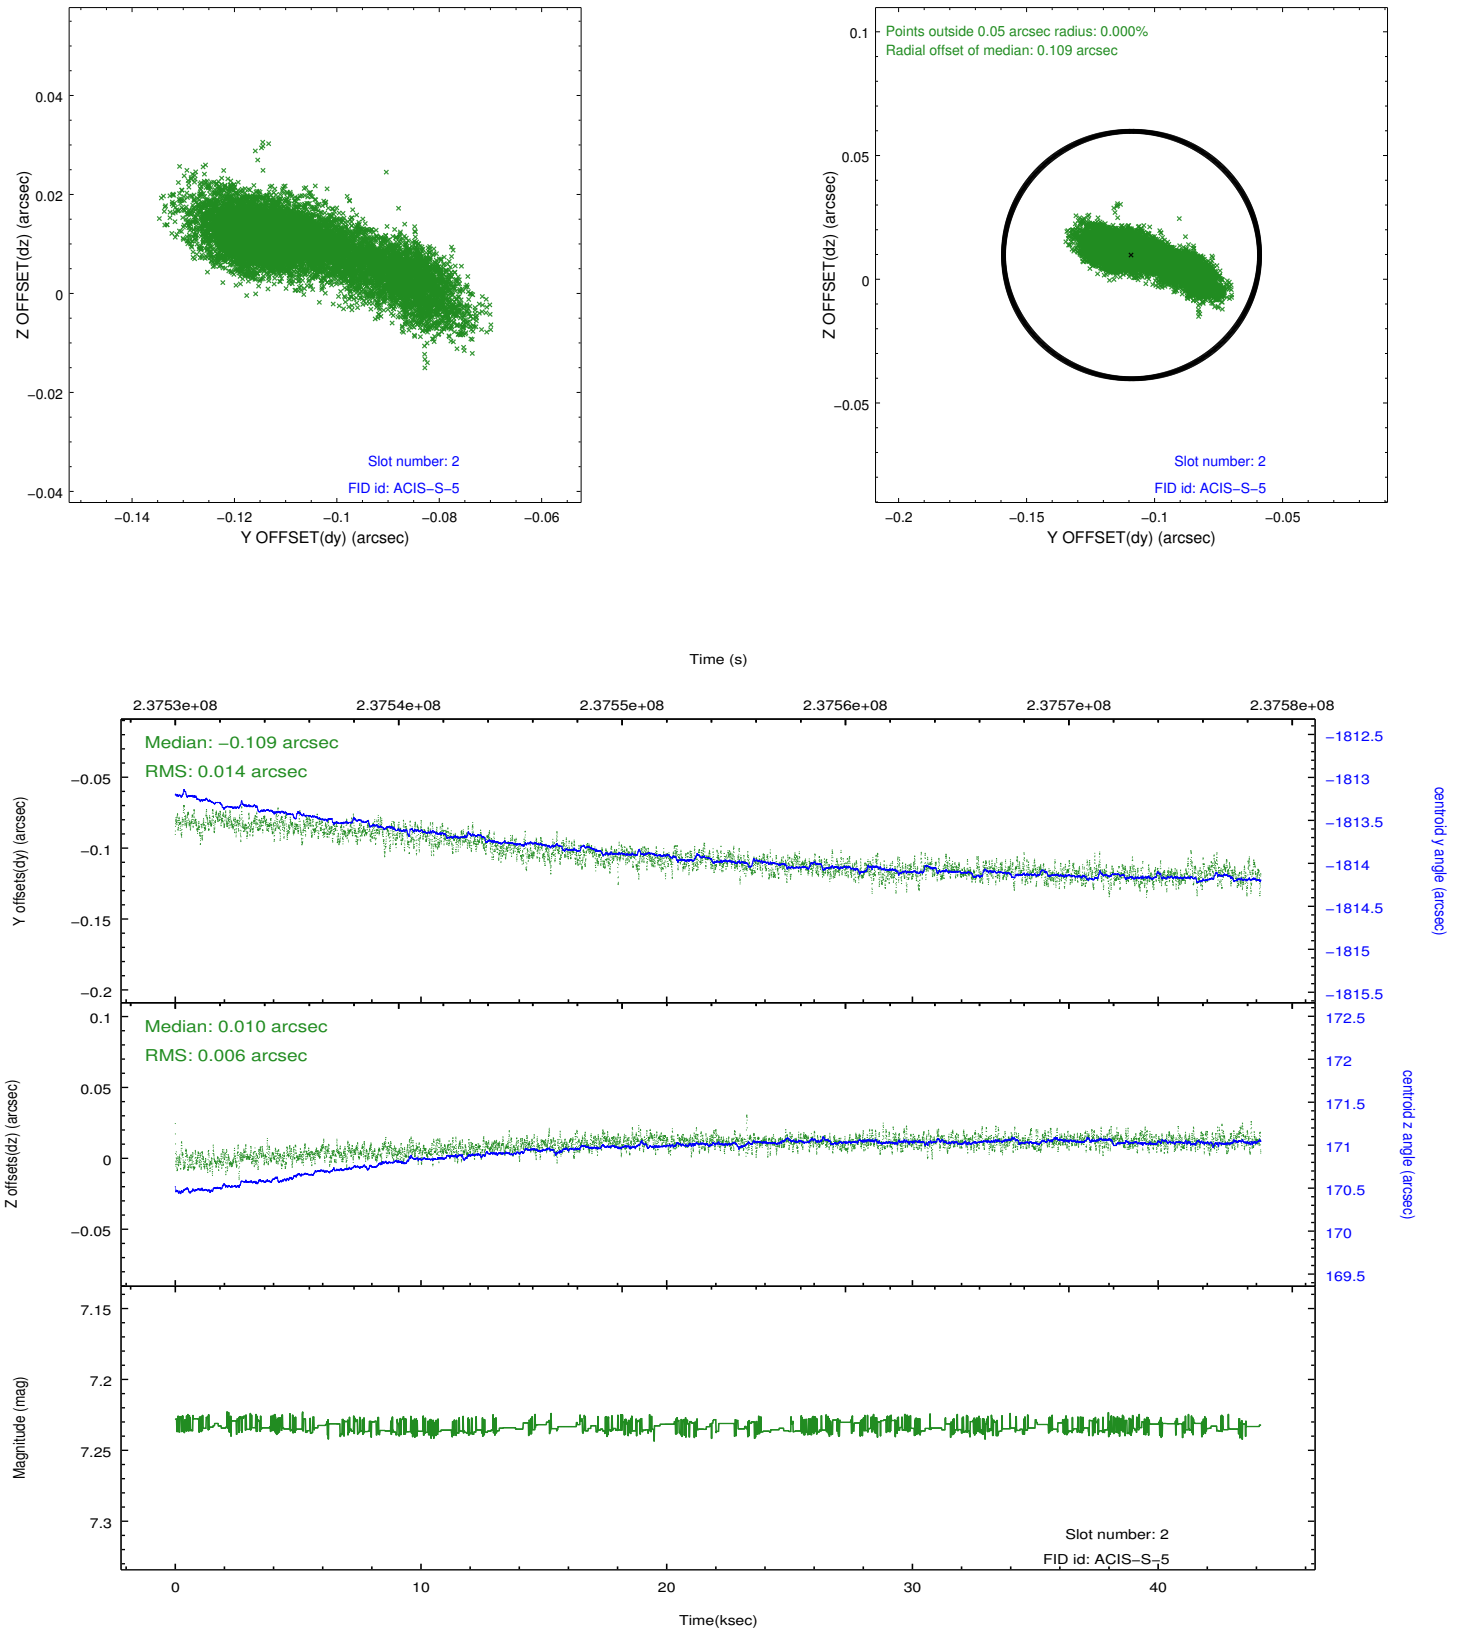 Z OFFSET(dz) (arcsec)
0.04
0.02
0
−0.02
−0.04
Slot number: 2
FID id: ACIS−S−5
−0.14 −0.12 −0.1 −0.08 −0.06
Y OFFSET(dy) (arcsec)
Z OFFSET(dz) (arcsec)
0.1
0.05
0
−0.05
Points outside 0.05 arcsec radius: 0.000%
Radial offset of median: 0.109 arcsec
Slot number: 2
FID id: ACIS−S−5
−0.2 −0.15 −0.1 −0.05
Y OFFSET(dy) (arcsec)
Time (s)
2.3753e+08 2.3754e+08 2.3755e+08 2.3756e+08 2.3757e+08 2.3758e+08
Y offsets(dy) (arcsec)
−0.05
−0.1
−0.15
−0.2
Median: −0.109 arcsec
RMS: 0.014 arcsec
−1812.5
−1813
−1813.5
−1814
−1814.5
−1815
−1815.5
centroid y angle (arcsec)
Z offsets(dz) (arcsec)
0.1
0.05
0
−0.05
Median: 0.010 arcsec
RMS: 0.006 arcsec
172.5
172
171.5
171
170.5
170
169.5
centroid z angle (arcsec)
Magnitude (mag)
7.15
7.2
7.25
7.3
Slot number: 2
FID id: ACIS−S−5
0 10 20 30 40
Time(ksec)